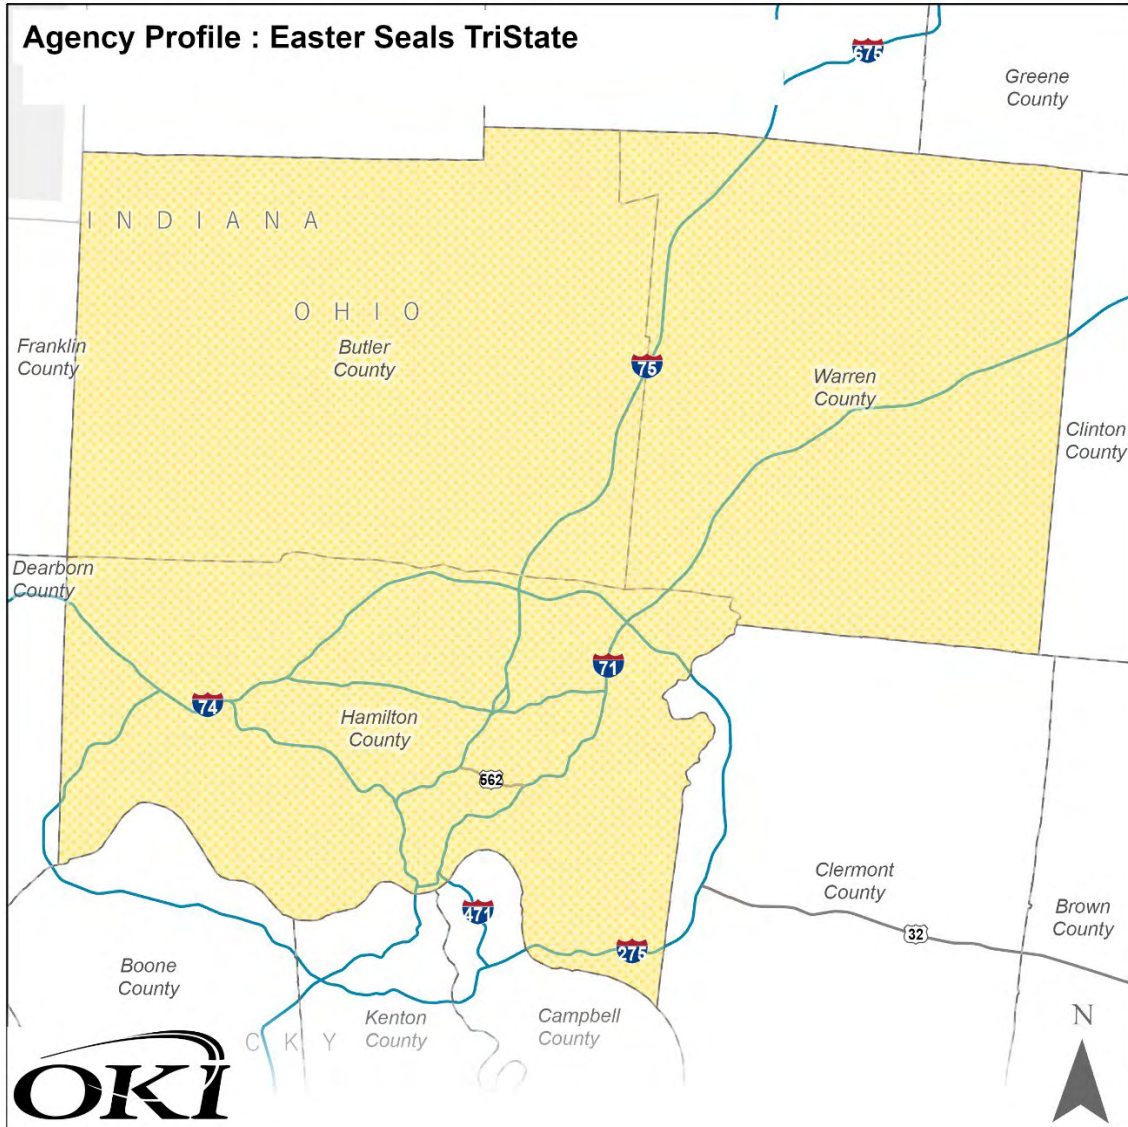 Agency Profile : Easter Seals TriState
675
Greene
County
INDIANA
OHIO
Franklin
County
Butler
County
75
Warren
County
Clinton
County
Dearborn
County
71
74
Hamilton
County
562
Clermont
County
471
Brown
County
32
275
Boone
County
Kenton
County
Campbell
County
CKY
N
OKI